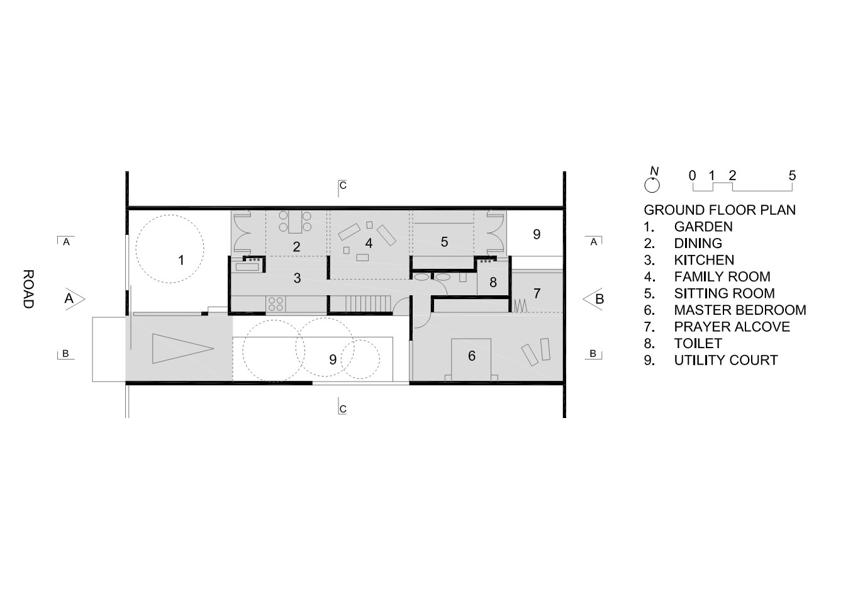 C
N
0 1 2 5
GROUND FLOOR PLAN
1. GARDEN
2. DINING
3. KITCHEN
4. FAMILY ROOM
5. SITTING ROOM
6. MASTER BEDROOM
7. PRAYER ALCOVE
8. TOILET
9. UTILITY COURT
A
1
2
4
5
9
A
ROAD
A
3
8
7
B
B
9
6
B
C